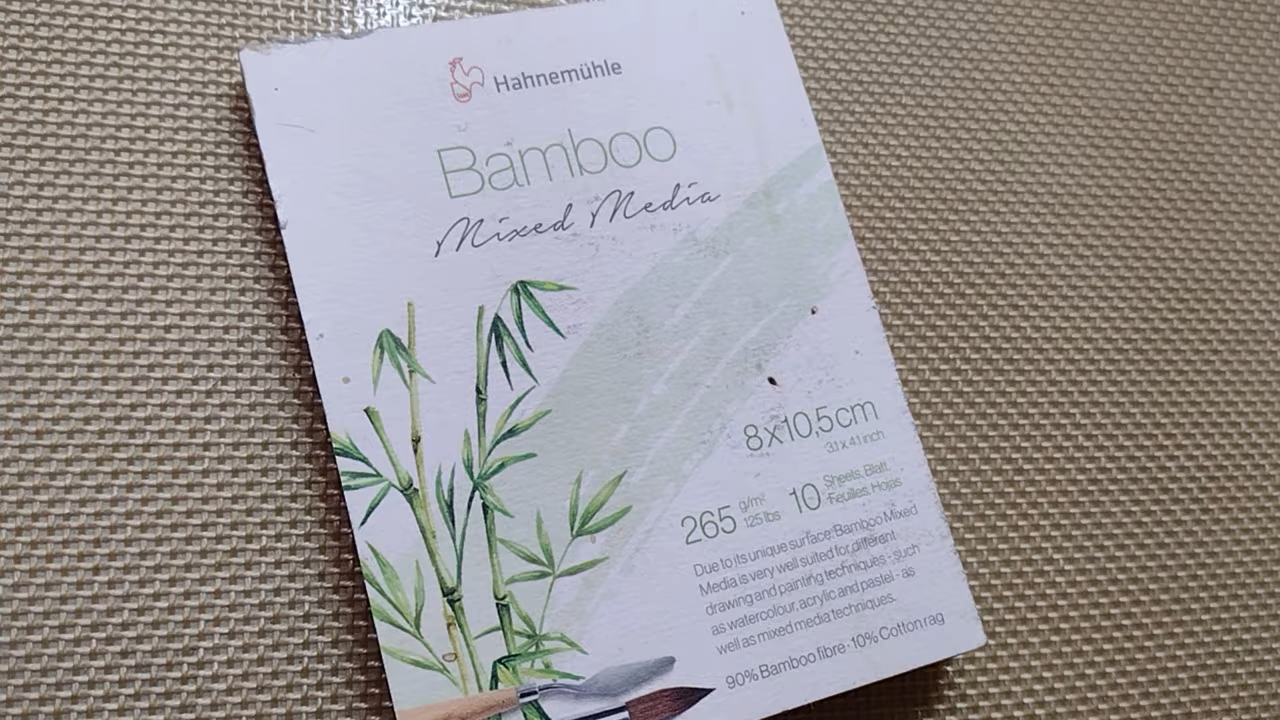 Hahnemühle
Bamboo
Mixed Media
8x10,5cm
3.1 x 4.1 inch
265 g/m² 125 lbs 10 Sheets, Blatt, Feuilles, Hojas
Due to its unique surface, Bamboo Mixed
Media is very well suited for different
drawing and painting techniques - such
as watercolour, acrylic and pastel - as
well as mixed media techniques.
90% Bamboo fibre · 10% Cotton rag